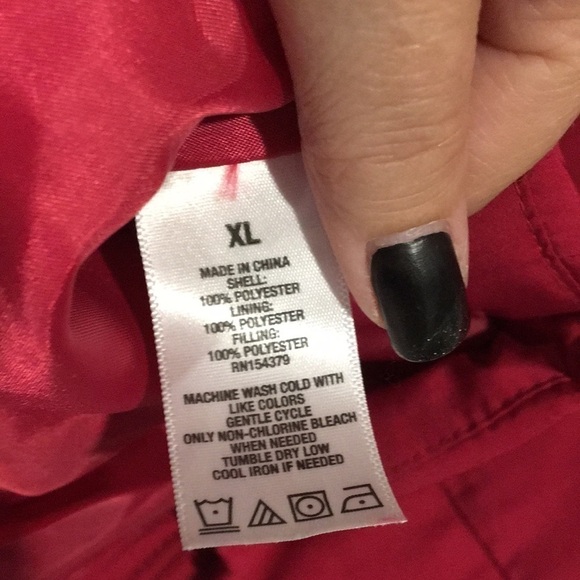 XL
MADE IN CHINA
SHELL:
100% POLYESTER
LINING:
100% POLYESTER
FILLING:
100% POLYESTER
RN154379
MACHINE WASH COLD WITH
LIKE COLORS
GENTLE CYCLE
ONLY NON-CHLORINE BLEACH
WHEN NEEDED
TUMBLE DRY LOW
COOL IRON IF NEEDED